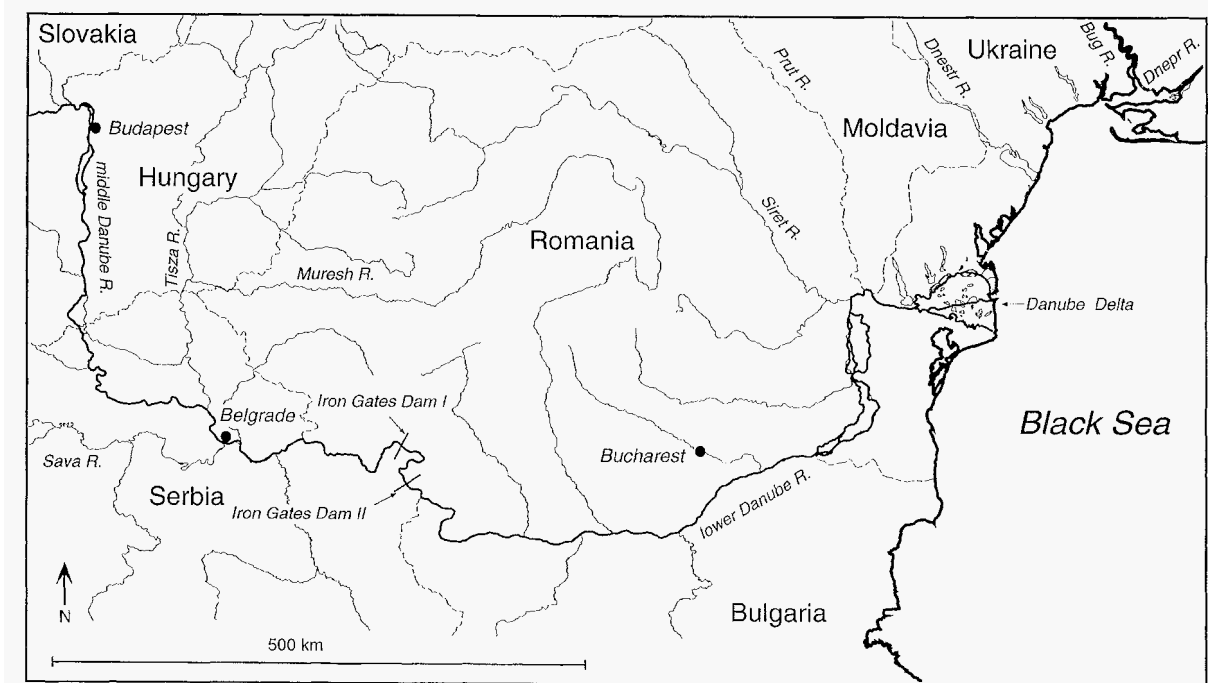 Slovakia
Ukraine
Bug R.
Dnepr R.
Prut R.
Dnestr R.
Budapest
Moldavia
Hungary
middle Danube R.
Tisza R.
Siret R.
Romania
Muresh R.
Danube Delta
Iron Gates Dam I
Belgrade
Black Sea
Bucharest
Sava R.
Serbia
Iron Gates Dam II
lower Danube R.
N
Bulgaria
500 km